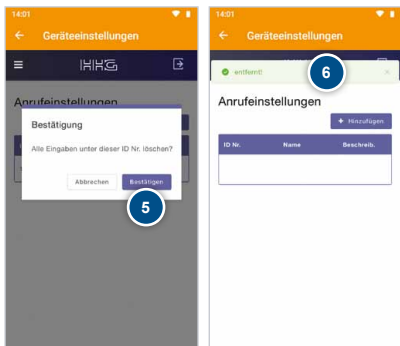 14:01
Geräteeinstellungen
HHG
Anrufeinstellungen
Bestätigung
Alle Eingaben unter dieser ID Nr. löschen?
Abbrechen
Bestätigen
5
14:01
Geräteeinstellungen
entfernt!
6
Anrufeinstellungen
+ Hinzufügen
ID Nr. Name Beschreib.